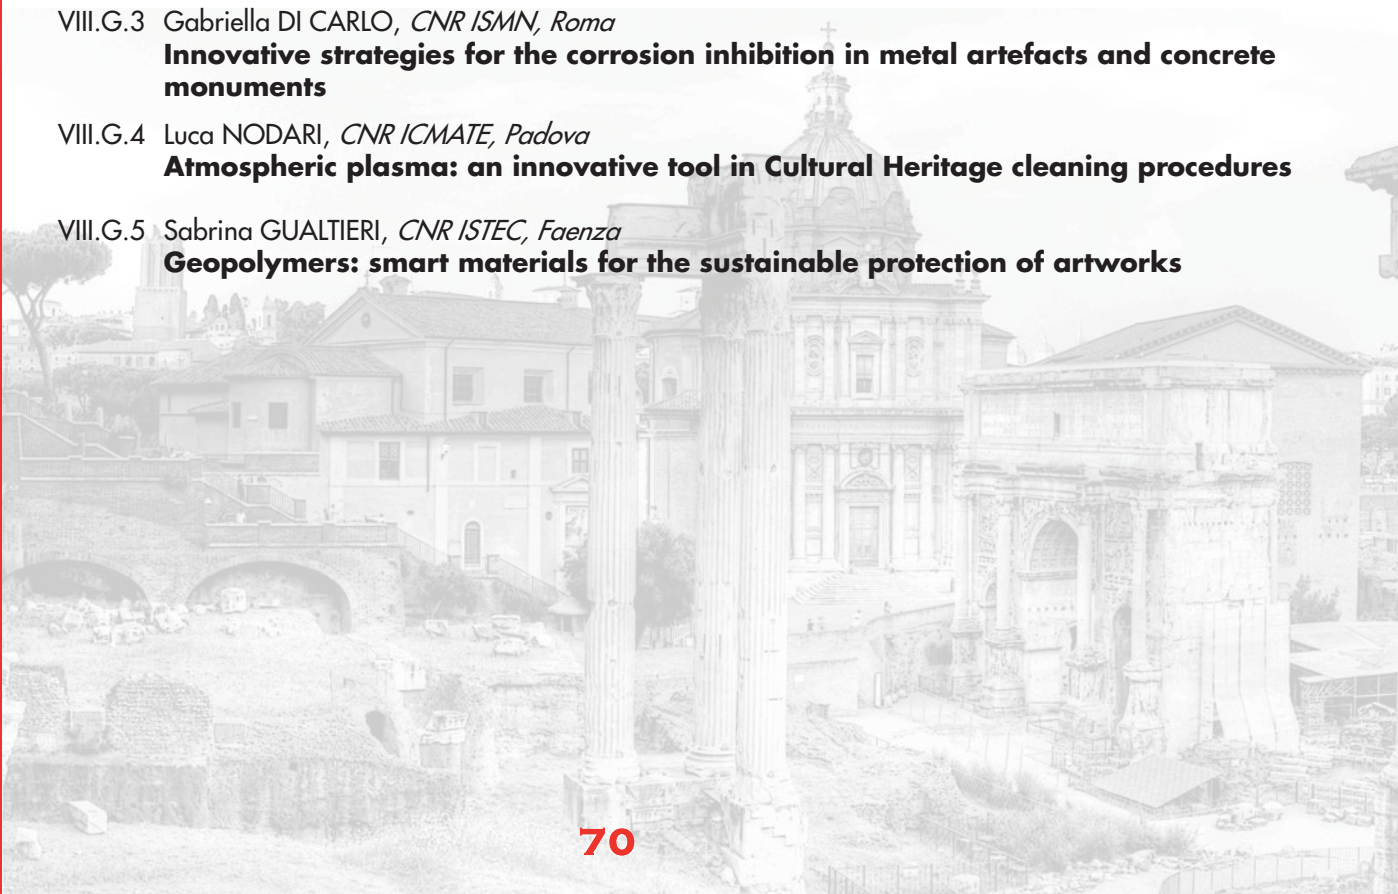 VIII.G.3 Gabriella DI CARLO, CNR ISMN, Roma
Innovative strategies for the corrosion inhibition in metal artefacts and concrete
monuments
VIII.G.4 Luca NODARI, CNR ICMATE, Padova
Atmospheric plasma: an innovative tool in Cultural Heritage cleaning procedures
VIII.G.5 Sabrina GUALTIERI, CNR ISTEC, Faenza
Geopolymers: smart materials for the sustainable protection of artworks
70